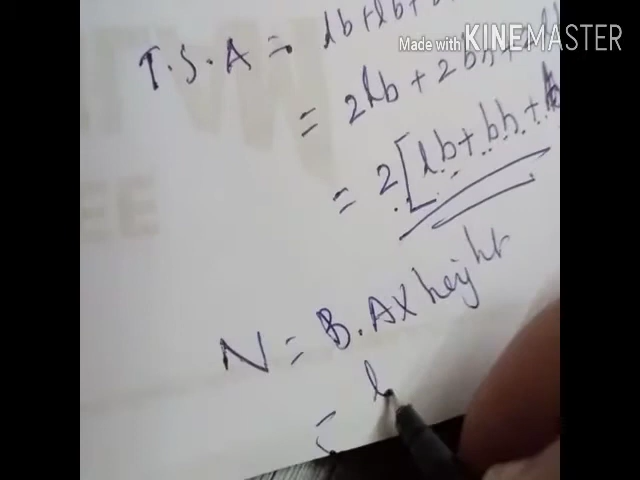 Made with KINEMASTER
T.S.A = lb+lb+
= 2lb + 2bh +
= 2[lb+bh+
N = B.A X height
= l